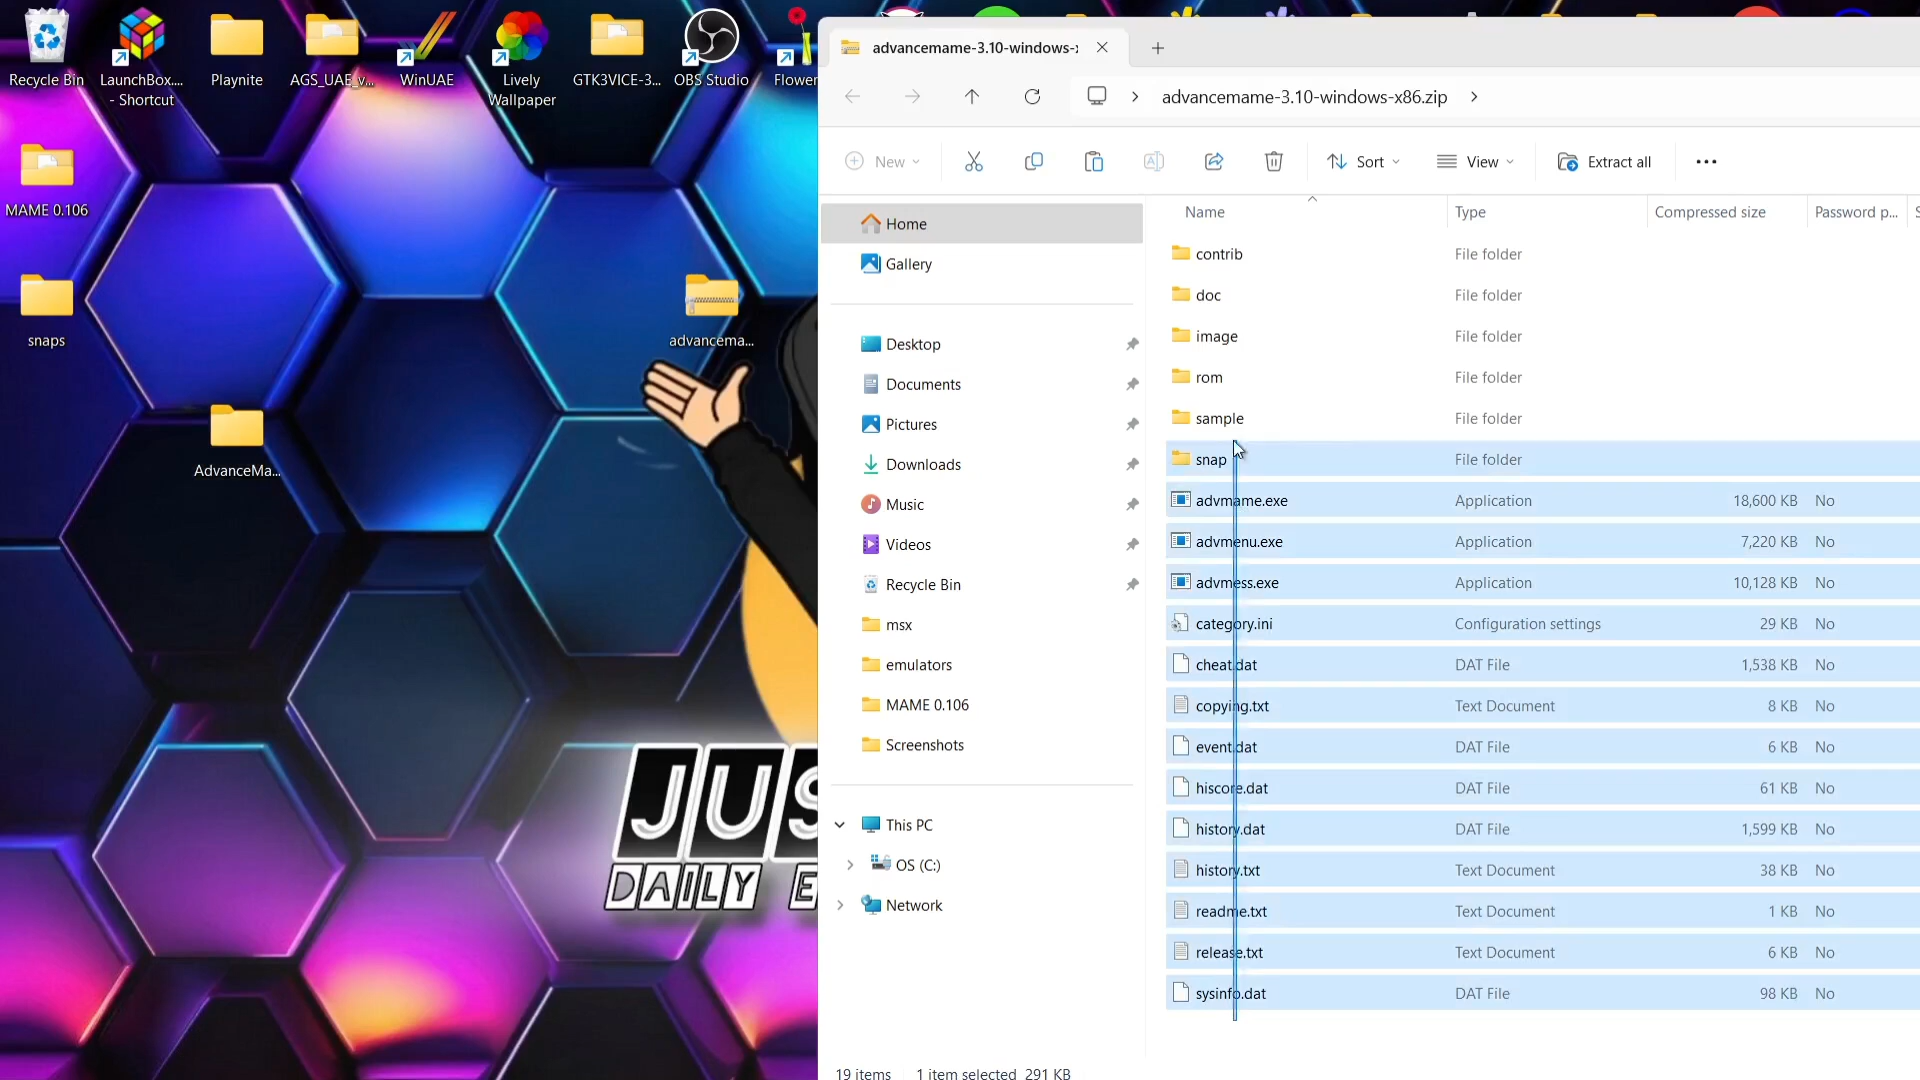 Recycle Bin
LaunchBox....
- Shortcut
Playnite
AGS_UAE_v...
WinUAE
Lively
Wallpaper
GTK3VICE-3...
OBS Studio
Flower
MAME 0.106
snaps
advancema...
AdvanceMa...
JUS
DAILY E
advancemame-3.10-windows-x
advancemame-3.10-windows-x86.zip
New
Sort
View
Extract all
Home
Gallery
Desktop
Documents
Pictures
Downloads
Music
Videos
Recycle Bin
msx
emulators
MAME 0.106
Screenshots
This PC
OS (C:)
Network
Name Type Compressed size Password p... S
contrib File folder
doc File folder
image File folder
rom File folder
sample File folder
snap File folder
advmame.exe Application 18,600 KB No
advmenu.exe Application 7,220 KB No
advmess.exe Application 10,128 KB No
category.ini Configuration settings 29 KB No
cheat.dat DAT File 1,538 KB No
copying.txt Text Document 8 KB No
event.dat DAT File 6 KB No
hiscore.dat DAT File 61 KB No
history.dat DAT File 1,599 KB No
history.txt Text Document 38 KB No
readme.txt Text Document 1 KB No
release.txt Text Document 6 KB No
sysinfo.dat DAT File 98 KB No
19 items 1 item selected 291 KB